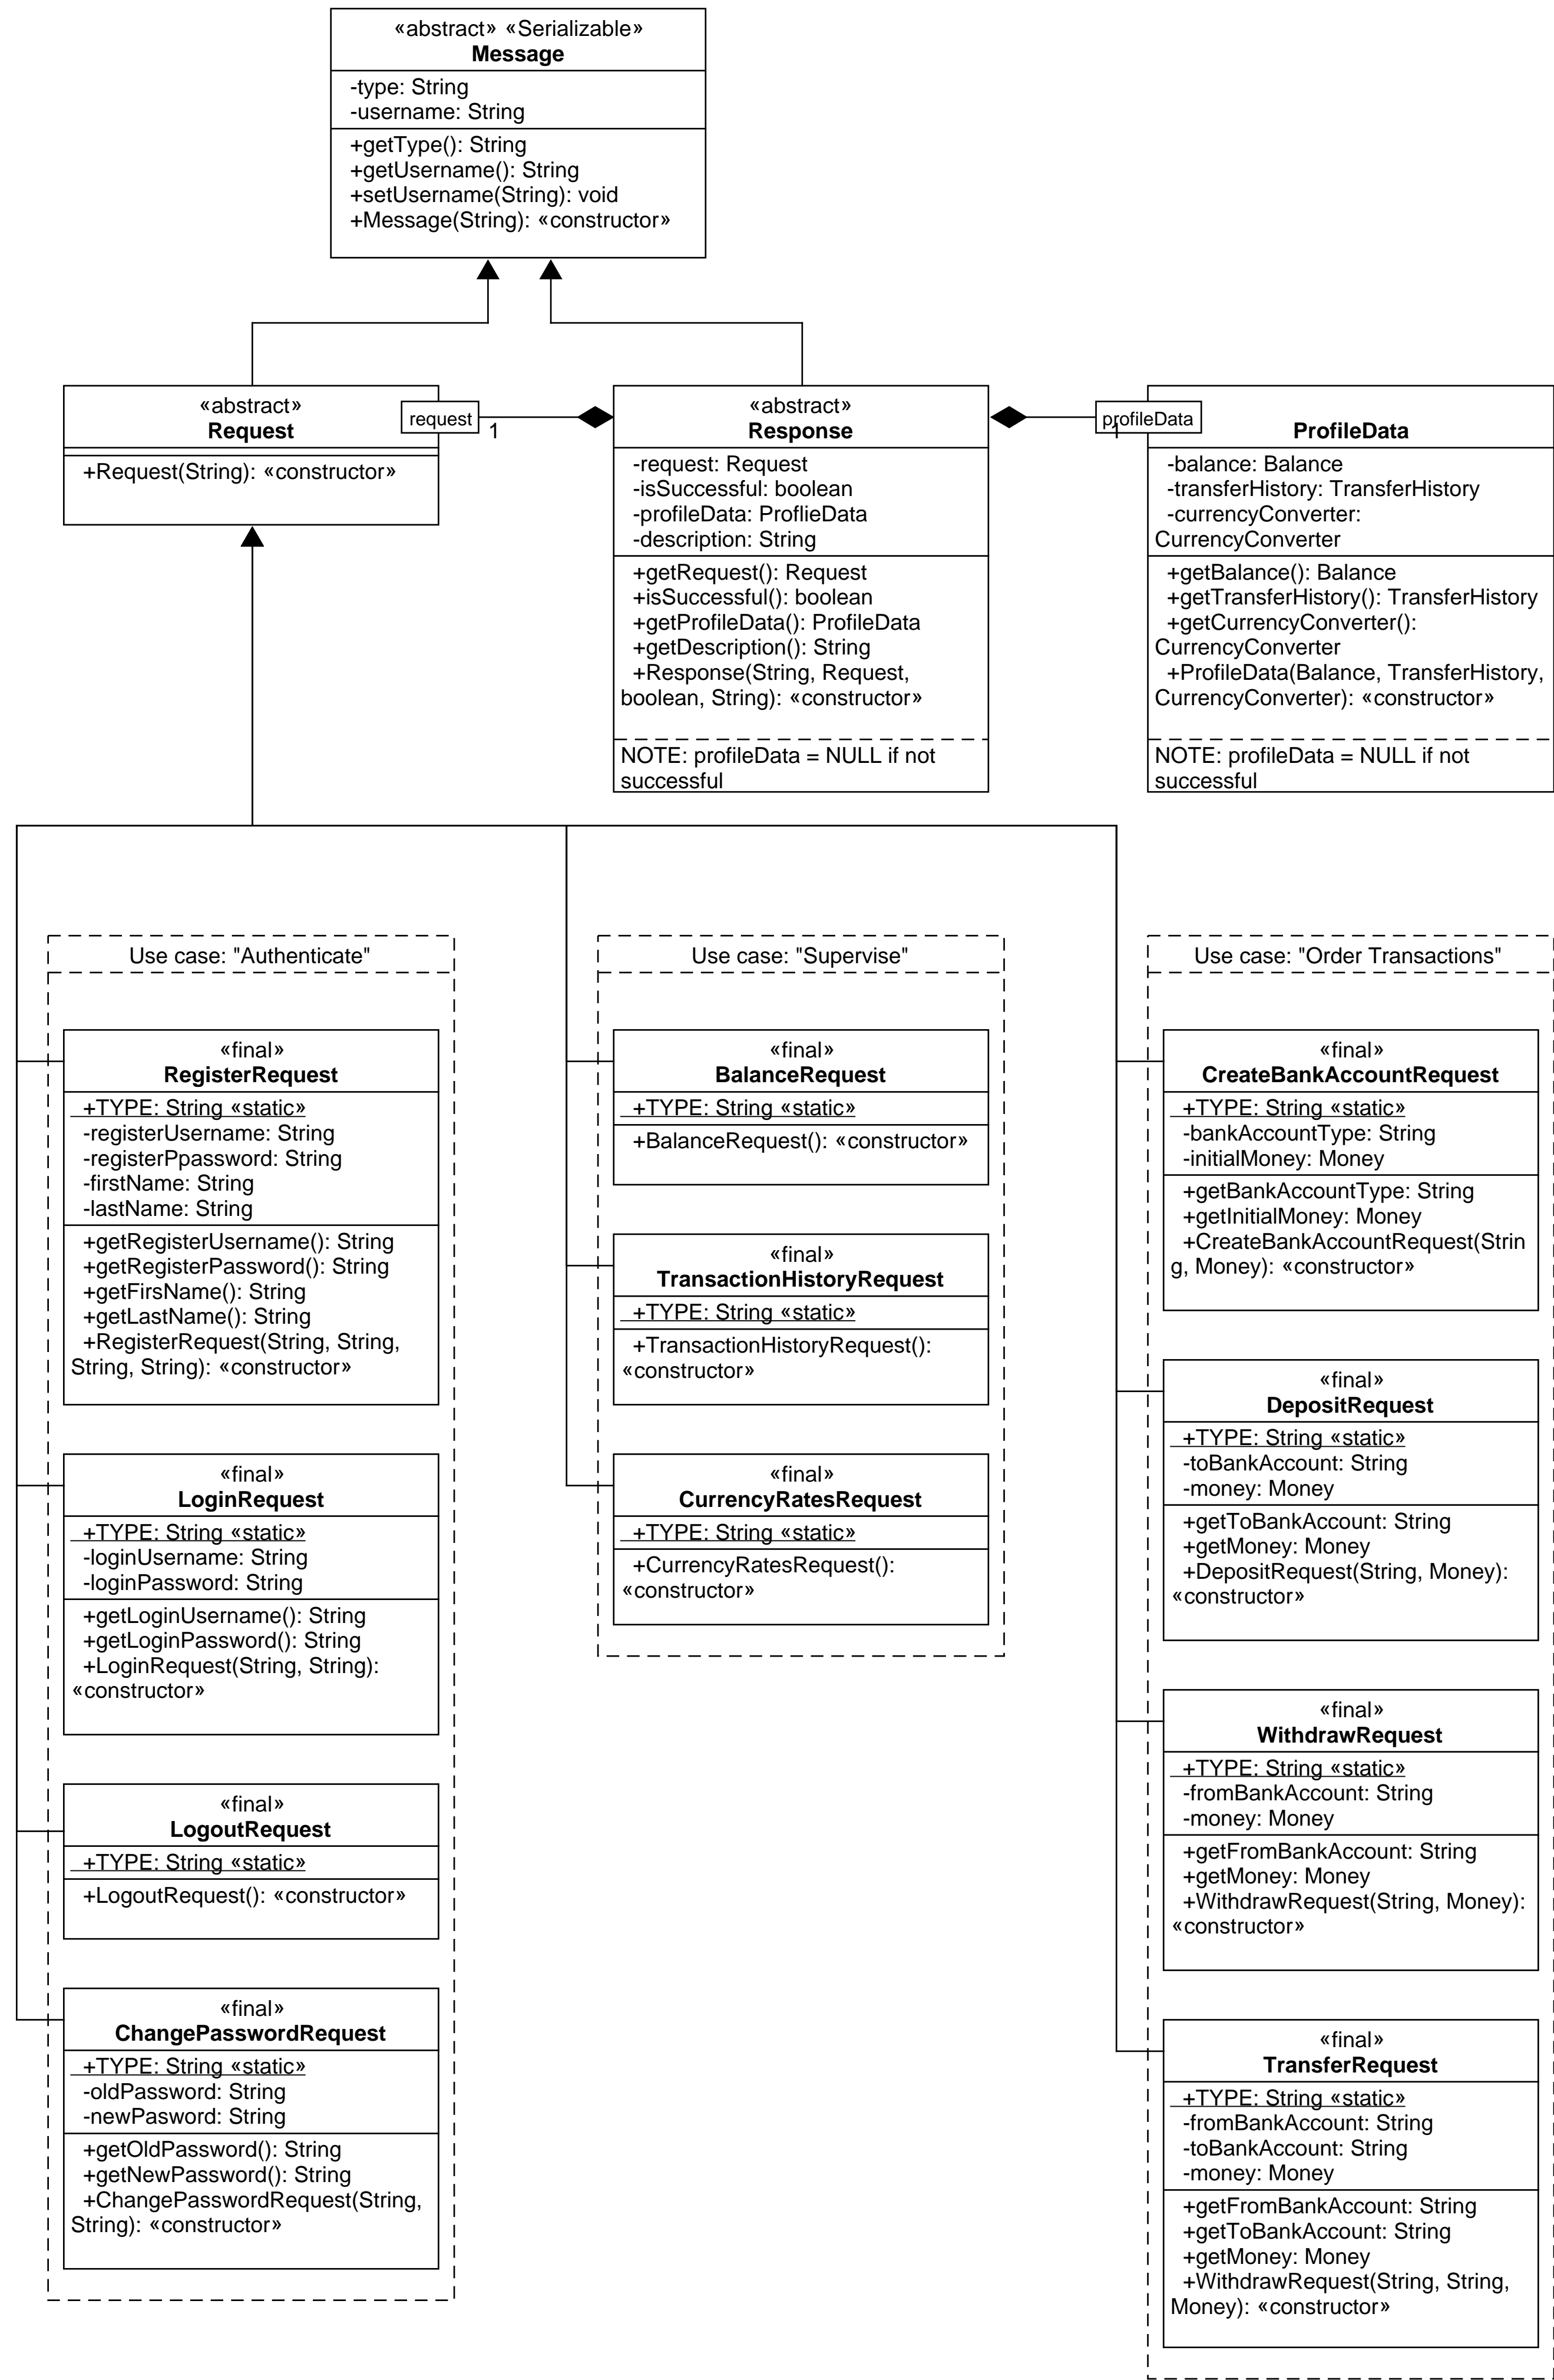 «abstract» «Serializable»
Message
-type: String
-username: String
+getType(): String
+getUsername(): String
+setUsername(String): void
+Message(String): «constructor»
«abstract»
Request
+Request(String): «constructor»
request
1
«abstract»
Response
-request: Request
-isSuccessful: boolean
-profileData: ProflieData
-description: String
+getRequest(): Request
+isSuccessful(): boolean
+getProfileData(): ProfileData
+getDescription(): String
+Response(String, Request,
boolean, String): «constructor»
NOTE: profileData = NULL if not
successful
profileData
1
ProfileData
-balance: Balance
-transferHistory: TransferHistory
-currencyConverter:
CurrencyConverter
+getBalance(): Balance
+getTransferHistory(): TransferHistory
+getCurrencyConverter():
CurrencyConverter
+ProfileData(Balance, TransferHistory,
CurrencyConverter): «constructor»
NOTE: profileData = NULL if not
successful
Use case: "Authenticate"
«final»
RegisterRequest
+TYPE: String «static»
-registerUsername: String
-registerPpassword: String
-firstName: String
-lastName: String
+getRegisterUsername(): String
+getRegisterPassword(): String
+getFirsName(): String
+getLastName(): String
+RegisterRequest(String, String,
String, String): «constructor»
«final»
LoginRequest
+TYPE: String «static»
-loginUsername: String
-loginPassword: String
+getLoginUsername(): String
+getLoginPassword(): String
+LoginRequest(String, String):
«constructor»
«final»
LogoutRequest
+TYPE: String «static»
+LogoutRequest(): «constructor»
«final»
ChangePasswordRequest
+TYPE: String «static»
-oldPassword: String
-newPasword: String
+getOldPassword(): String
+getNewPassword(): String
+ChangePasswordRequest(String,
String): «constructor»
Use case: "Supervise"
«final»
BalanceRequest
+TYPE: String «static»
+BalanceRequest(): «constructor»
«final»
TransactionHistoryRequest
+TYPE: String «static»
+TransactionHistoryRequest():
«constructor»
«final»
CurrencyRatesRequest
+TYPE: String «static»
+CurrencyRatesRequest():
«constructor»
Use case: "Order Transactions"
«final»
CreateBankAccountRequest
+TYPE: String «static»
-bankAccountType: String
-initialMoney: Money
+getBankAccountType: String
+getInitialMoney: Money
+CreateBankAccountRequest(Strin
g, Money): «constructor»
«final»
DepositRequest
+TYPE: String «static»
-toBankAccount: String
-money: Money
+getToBankAccount: String
+getMoney: Money
+DepositRequest(String, Money):
«constructor»
«final»
WithdrawRequest
+TYPE: String «static»
-fromBankAccount: String
-money: Money
+getFromBankAccount: String
+getMoney: Money
+WithdrawRequest(String, Money):
«constructor»
«final»
TransferRequest
+TYPE: String «static»
-fromBankAccount: String
-toBankAccount: String
-money: Money
+getFromBankAccount: String
+getToBankAccount: String
+getMoney: Money
+WithdrawRequest(String, String,
Money): «constructor»